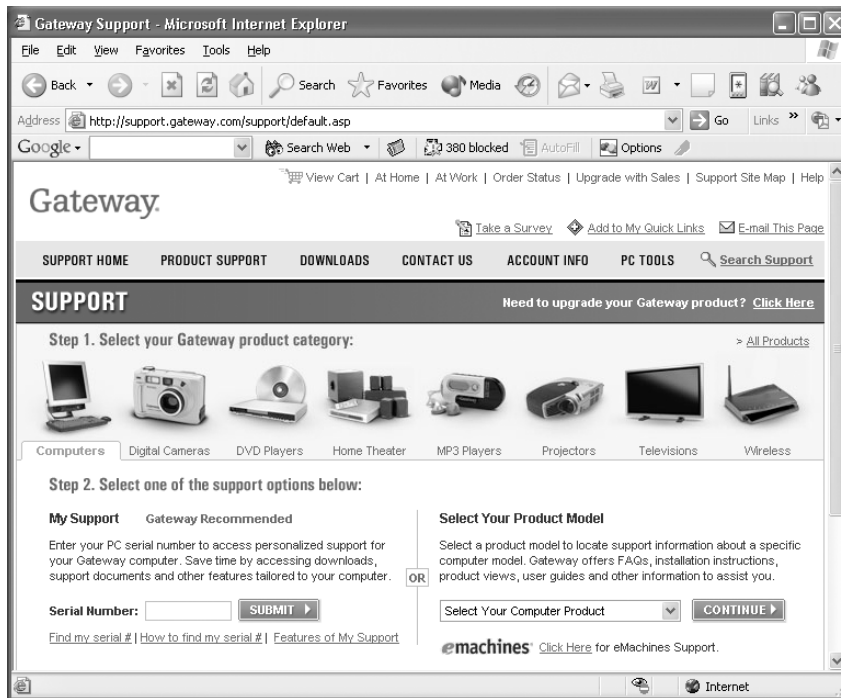 Gateway Support - Microsoft Internet Explorer
File Edit View Favorites Tools Help
Back Search Favorites Media
Address http://support.gateway.com/support/default.asp Go Links »
Google Search Web 380 blocked AutoFill Options
View Cart | At Home | At Work | Order Status | Upgrade with Sales | Support Site Map | Help
Gateway.
Take a Survey Add to My Quick Links E-mail This Page
SUPPORT HOME PRODUCT SUPPORT DOWNLOADS CONTACT US ACCOUNT INFO PC TOOLS Search Support
SUPPORT Need to upgrade your Gateway product? Click Here
Step 1. Select your Gateway product category: > All Products
Computers Digital Cameras DVD Players Home Theater MP3 Players Projectors Televisions Wireless
Step 2. Select one of the support options below:
My Support Gateway Recommended
Enter your PC serial number to access personalized support for
your Gateway computer. Save time by accessing downloads,
support documents and other features tailored to your computer.
Serial Number: SUBMIT
Find my serial # | How to find my serial # | Features of My Support
OR
Select Your Product Model
Select a product model to locate support information about a specific
computer model. Gateway offers FAQs, installation instructions,
product views, user guides and other information to assist you.
Select Your Computer Product CONTINUE
emachines Click Here for eMachines Support.
Internet